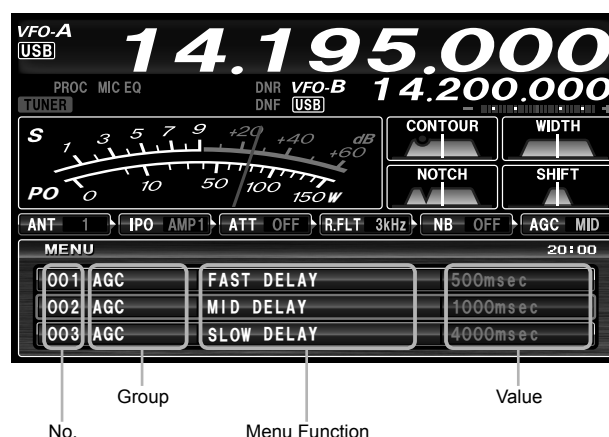 VFO-A
USB
14.195.000
PROC MIC EQ
TUNER
DNR VFO-B
DNF USB
14.200.000
S 1 3 5 7 9 +20 +40 +60 dB
PO 0 10 50 100 150 W
CONTOUR WIDTH
NOTCH SHIFT
ANT 1 IPO AMP1 ATT OFF R.FLT 3kHz NB OFF AGC MID
MENU 20:00
001 AGC FAST DELAY 500msec
002 AGC MID DELAY 1000msec
003 AGC SLOW DELAY 4000msec
Group Value
No. Menu Function